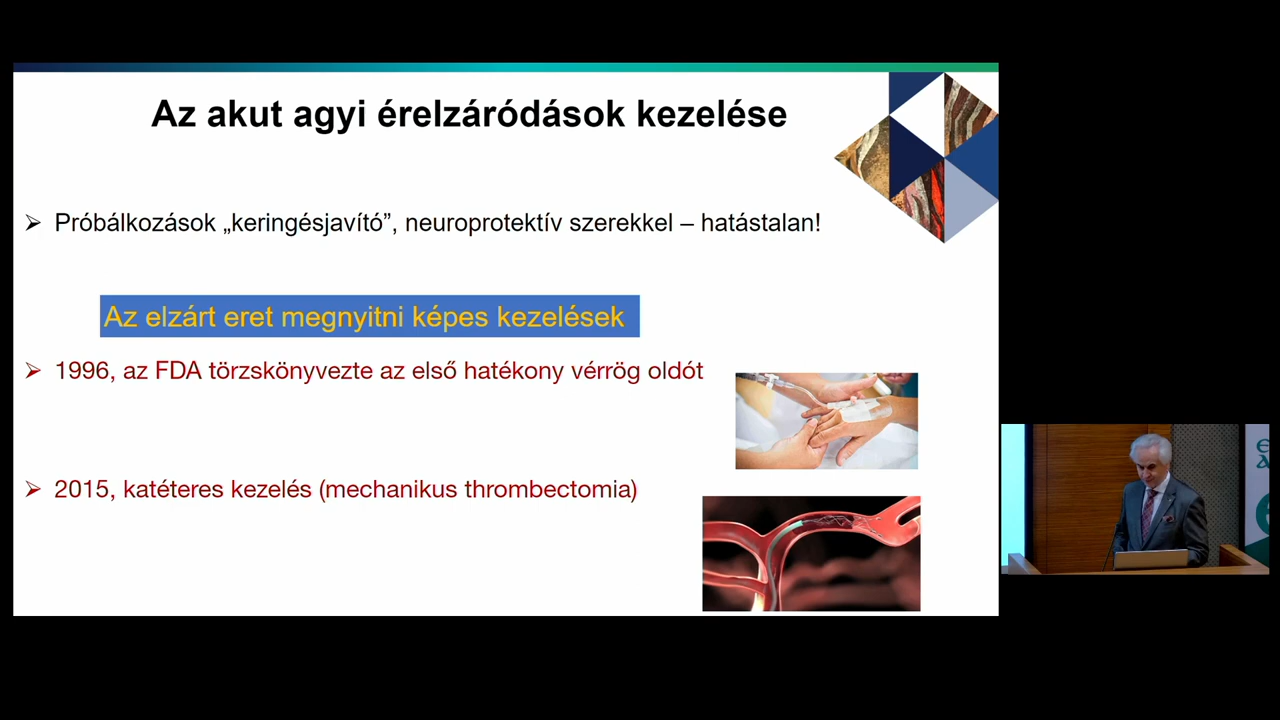 Az akut agyi érelzáródások kezelése
Próbálkozások „keringésjavító”, neuroprotektív szerekkel – hatástalan!
Az elzárt eret megnyitni képes kezelések
1996, az FDA törzskönyvezte az első hatékony vérrög oldót
2015, katéteres kezelés (mechanikus thrombectomia)